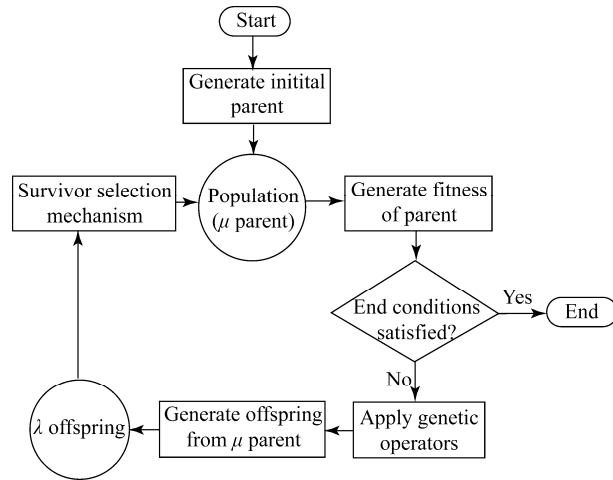 Start
Generate initital
parent
Survivor selection
mechanism
Population
(μ parent)
Generate fitness
of parent
End conditions
satisfied?
Yes
End
No
λ offspring
Generate offspring
from μ parent
Apply genetic
operators